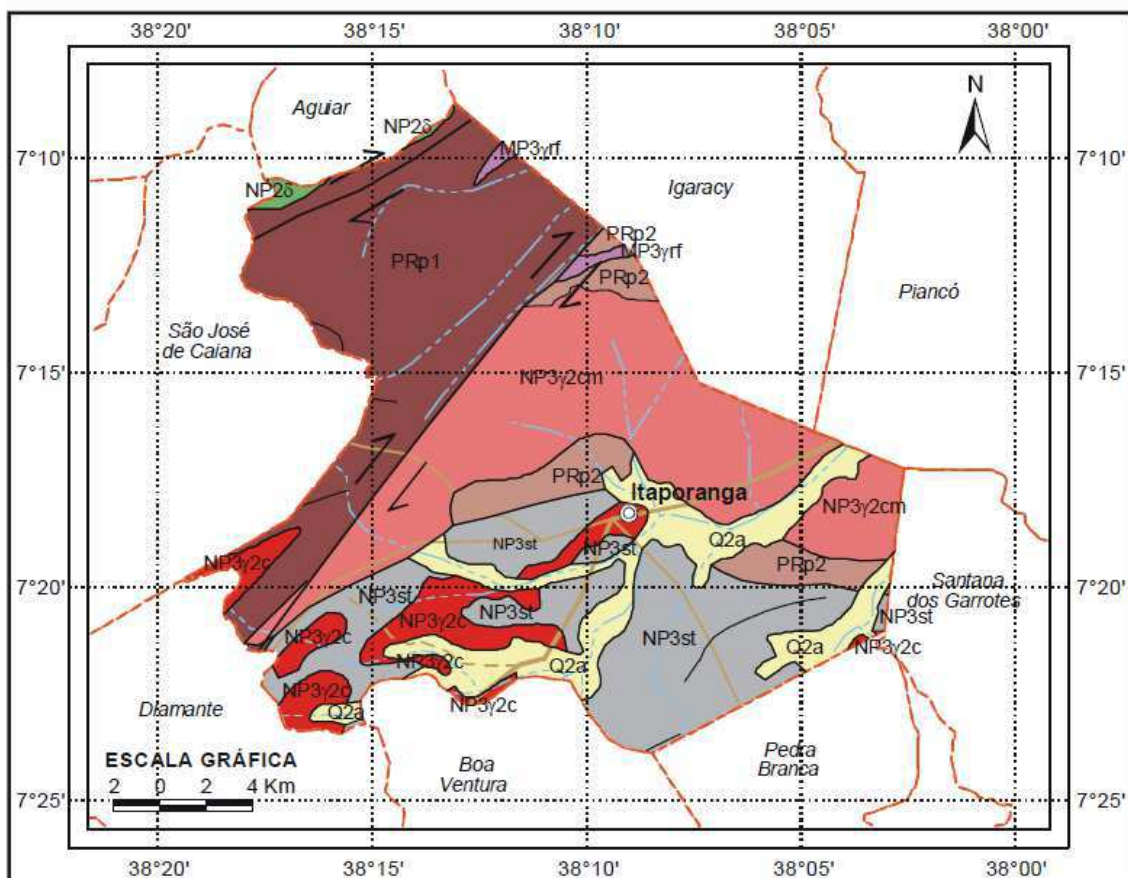 38°20' 38°15' 38°10' 38°05' 38°00'
Aguiar
N
NP2δ
7°10' MP3γrf 7°10'
NP2δ
Igaracy
PRp2
MP3γrf
PRp1
PRp2
Piancó
São José
de Caiana
7°15' 7°15'
NP3γ2cm
PRp2
Itaporanga
NP3γ2cm
NP3st
Q2a
NP3st
NP3γ2c
PRp2
7°20' 7°20'
Santana
dos Garrotes
NP3st
NP3st
NP3γ2c
NP3st
NP3γ2c
NP3st
NP3γ2c
NP3γ2c
Q2a
Q2a
NP3γ2c
Q2a
NP3γ2c
Diamante
ESCALA GRÁFICA
2 0 2 4 Km
Boa
Ventura
Pedra
Branca
7°25' 7°25'
38°20' 38°15' 38°10' 38°05' 38°00'